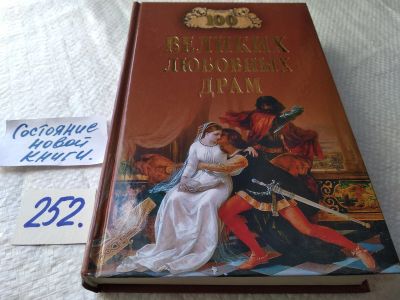 100
ВЕЛИКИХ
ЛЮБОВНЫХ
ДРАМ
Состояние
новой
книги.
252.